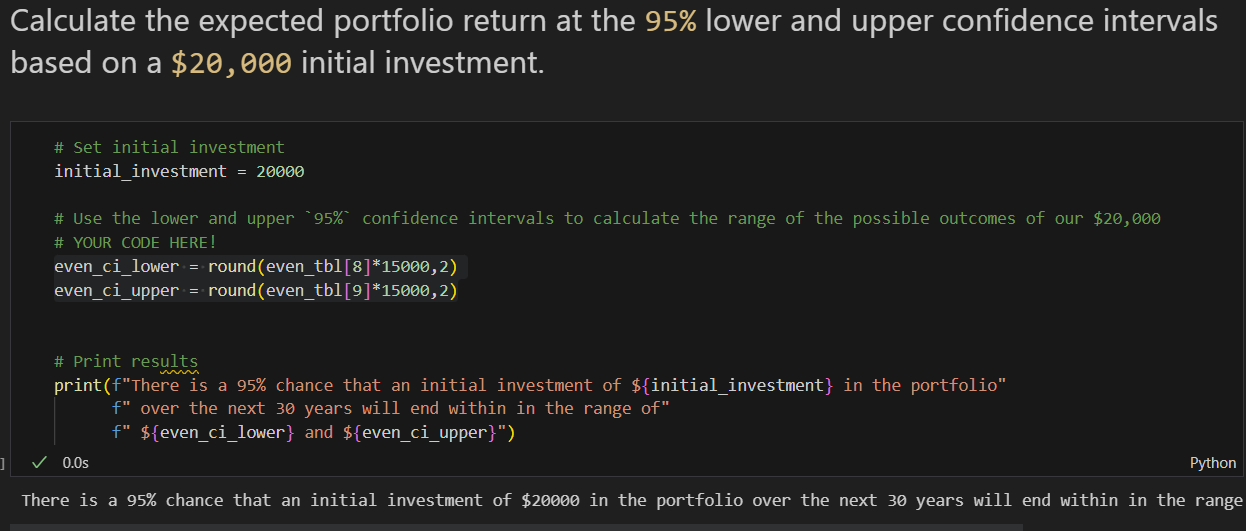 Calculate the expected portfolio return at the 95% lower and upper confidence intervals
based on a $20,000 initial investment.
# Set initial investment
initial_investment = 20000
# Use the lower and upper `95%` confidence intervals to calculate the range of the possible outcomes of our $20,000
# YOUR CODE HERE!
even_ci_lower = round(even_tbl[8]*15000,2)
even_ci_upper = round(even_tbl[9]*15000,2)
# Print results
print(f"There is a 95% chance that an initial investment of ${initial_investment} in the portfolio"
f" over the next 30 years will end within in the range of"
f" ${even_ci_lower} and ${even_ci_upper}")
] ✓ 0.0s Python
There is a 95% chance that an initial investment of $20000 in the portfolio over the next 30 years will end within in the range